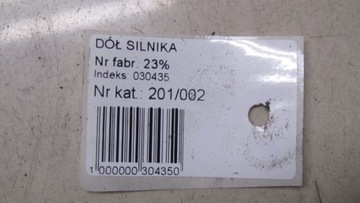 DÓŁ SILNIKA
Nr fabr. 23%
Indeks: 030435
Nr kat.: 201/002
1 000000 304350